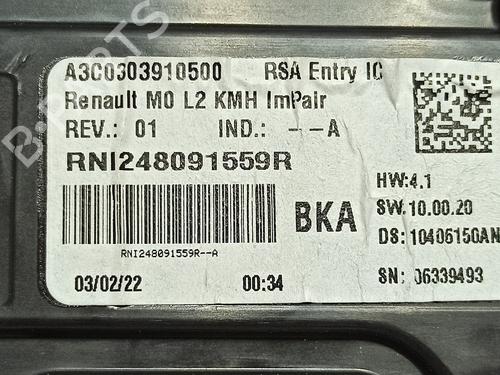 A3C0303910500 RSA Entry IC
Renault M0 L2 KMH ImPair
REV.: 01 IND.: --A
RNI248091559R
HW:4.1
SW:10.00.20
DS:10406150AN
SN: 06339493
BKA
RNI248091559R--A
03/02/22 00:34
B-PARTS